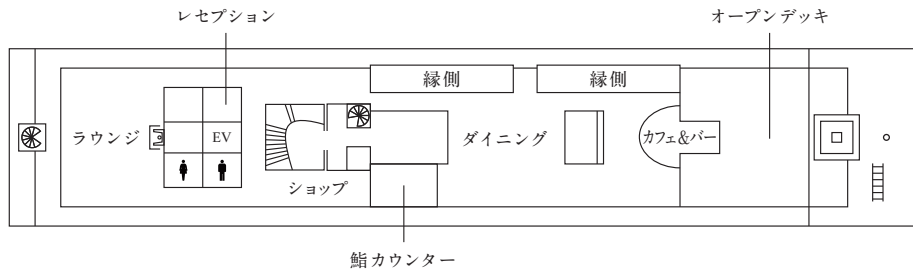 レセプション
オープンデッキ
縁側
縁側
ラウンジ
EV
ダイニング
カフェ&バー
ショップ
鮨カウンター